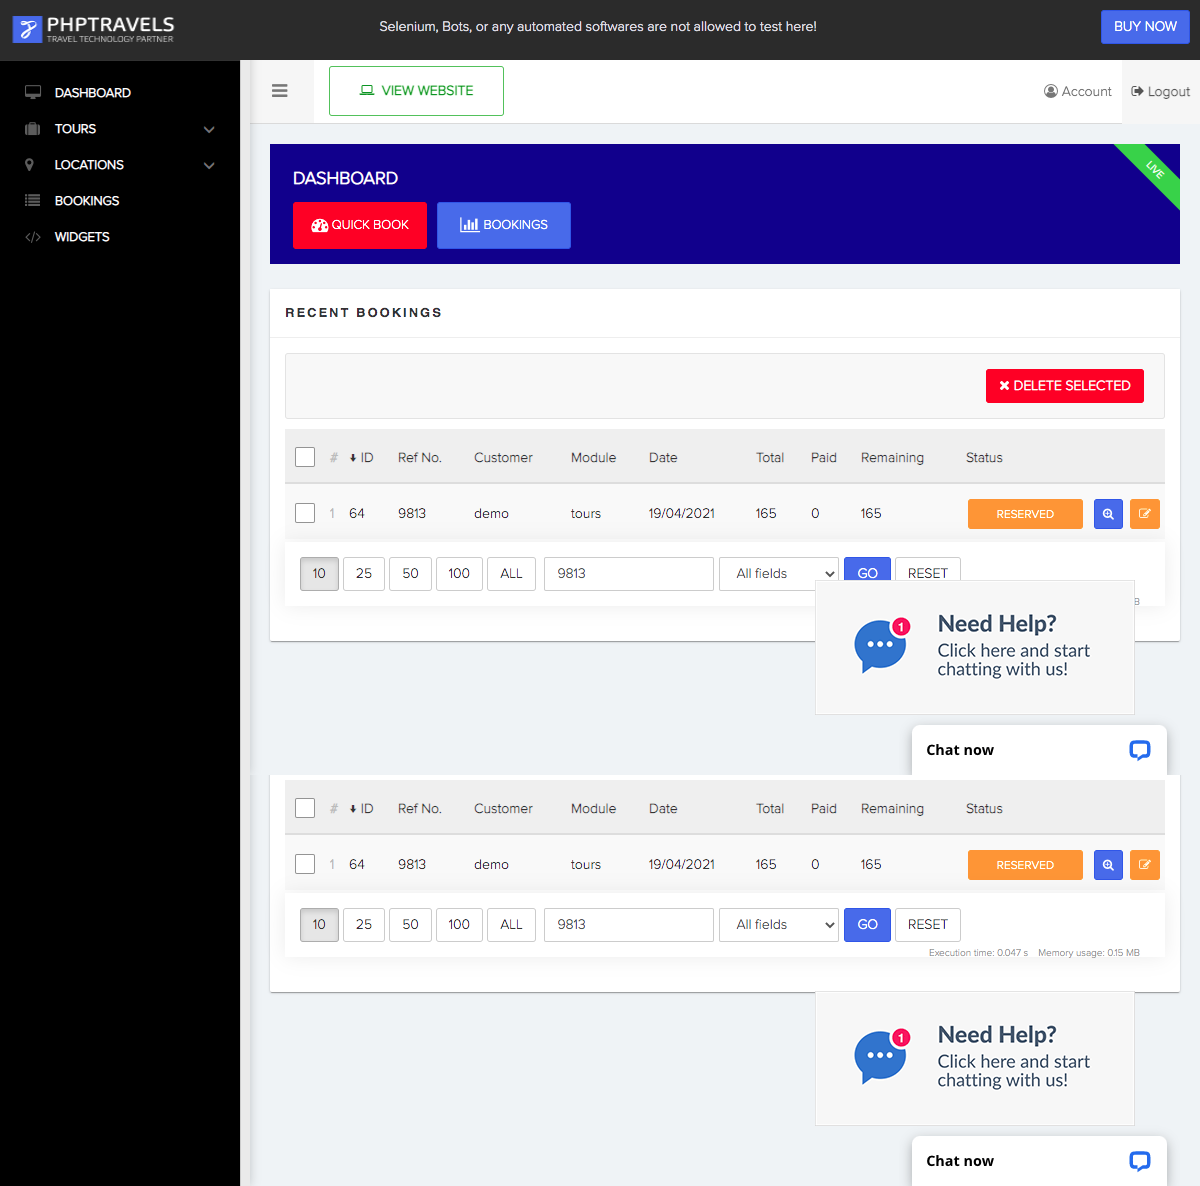 PHPTRAVELS
TRAVEL TECHNOLOGY PARTNER
Selenium, Bots, or any automated softwares are not allowed to test here!
BUY NOW
DASHBOARD
TOURS
LOCATIONS
BOOKINGS
WIDGETS
VIEW WEBSITE
Account
Logout
DASHBOARD
LIVE
QUICK BOOK
BOOKINGS
RECENT BOOKINGS
DELETE SELECTED
# ID Ref No. Customer Module Date Total Paid Remaining Status
1 64 9813 demo tours 19/04/2021 165 0 165 RESERVED
10 25 50 100 ALL 9813 All fields GO RESET
B
1
Need Help?
Click here and start
chatting with us!
Chat now
# ID Ref No. Customer Module Date Total Paid Remaining Status
1 64 9813 demo tours 19/04/2021 165 0 165 RESERVED
10 25 50 100 ALL 9813 All fields GO RESET
Execution time: 0.047 s Memory usage: 0.15 MB
1
Need Help?
Click here and start
chatting with us!
Chat now